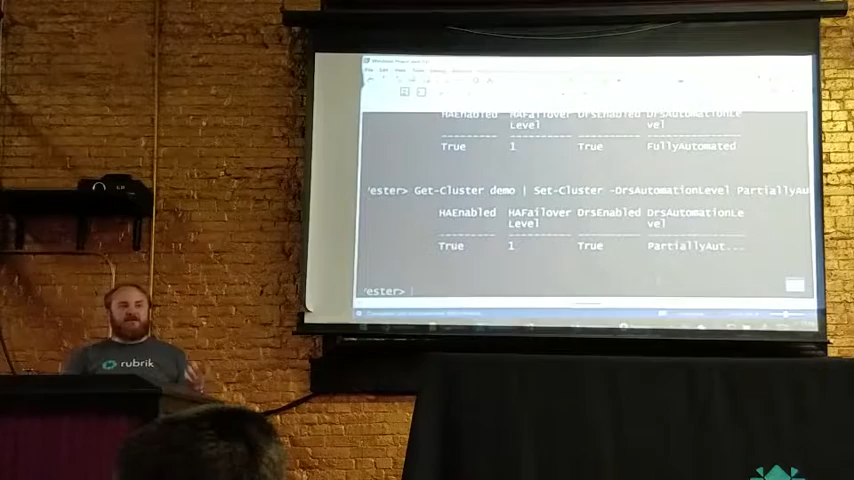 HAEnabled HAFailover DrsEnabled DrsAutomationLe
Level vel
--------- ---------- ---------- ---------------
True 1 True FullyAutomated
'ester> Get-Cluster demo | Set-Cluster -DrsAutomationLevel PartiallyAu
HAEnabled HAFailover DrsEnabled DrsAutomationLe
Level vel
--------- ---------- ---------- ---------------
True 1 True PartiallyAut...
'ester>
rubrik